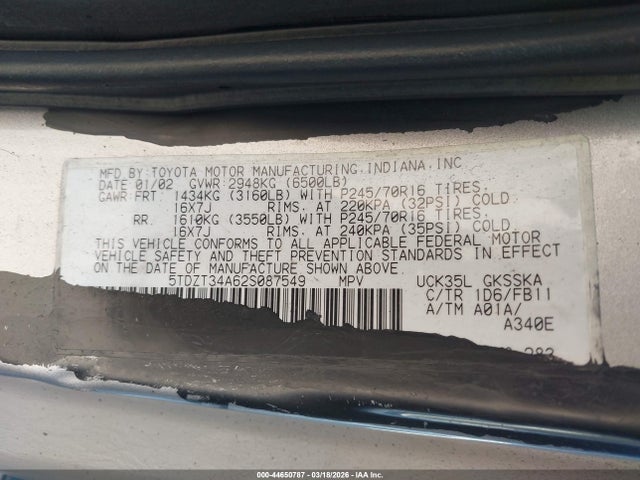 MFD.BY:TOYOTA MOTOR MANUFACTURING,INDIANA,INC
DATE 01/02 GVWR 2948KG (6500LB)
GAWR:FRT. 1434KG (3160LB) WITH P245/70R16 TIRES.
16X7J RIMS. AT 220KPA (32PSI) COLD
RR. 1610KG (3550LB) WITH P245/70R16 TIRES.
16X7J RIMS. AT 240KPA (35PSI) COLD.
THIS VEHICLE CONFORMS TO ALL APPLICABLE FEDERAL MOTOR
VEHICLE SAFETY AND THEFT PREVENTION STANDARDS IN EFFECT
ON THE DATE OF MANUFACTURE SHOWN ABOVE.
5TDZT34A62S087549 MPV UCK35L GKSSKA
C/TR 1D6/FB11
A/TM A01A/
A340E
283
000-44650787 | 03/18/2026 - IAA Corp.